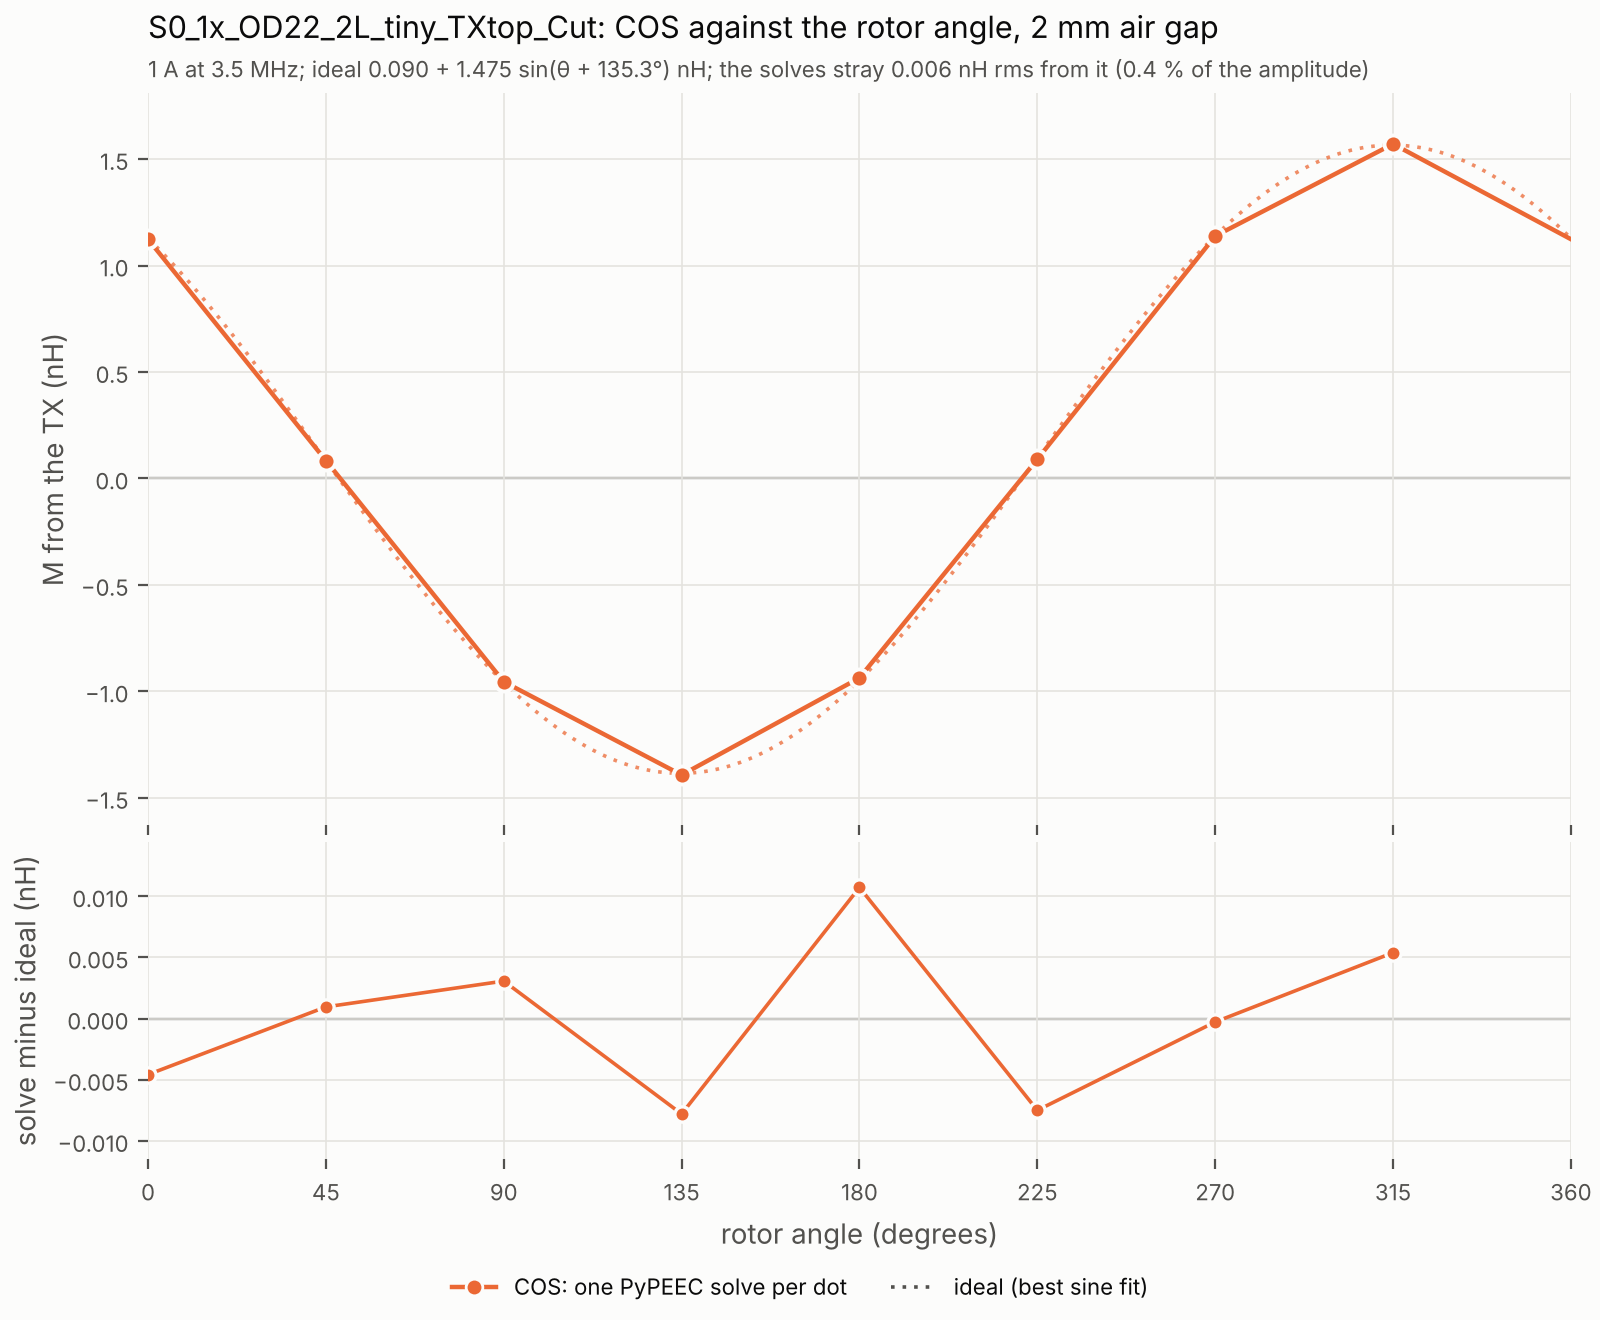 S0_1x_OD22_2L_tiny_TXtop_Cut: COS against the rotor angle, 2 mm air gap
1 A at 3.5 MHz; ideal 0.090 + 1.475 sin(θ + 135.3°) nH; the solves stray 0.006 nH rms from it (0.4 % of the amplitude)
M from the TX (nH)
1.5
1.0
0.5
0.0
−0.5
−1.0
−1.5
solve minus ideal (nH)
0.010
0.005
0.000
−0.005
−0.010
0 45 90 135 180 225 270 315 360
rotor angle (degrees)
COS: one PyPEEC solve per dot ideal (best sine fit)